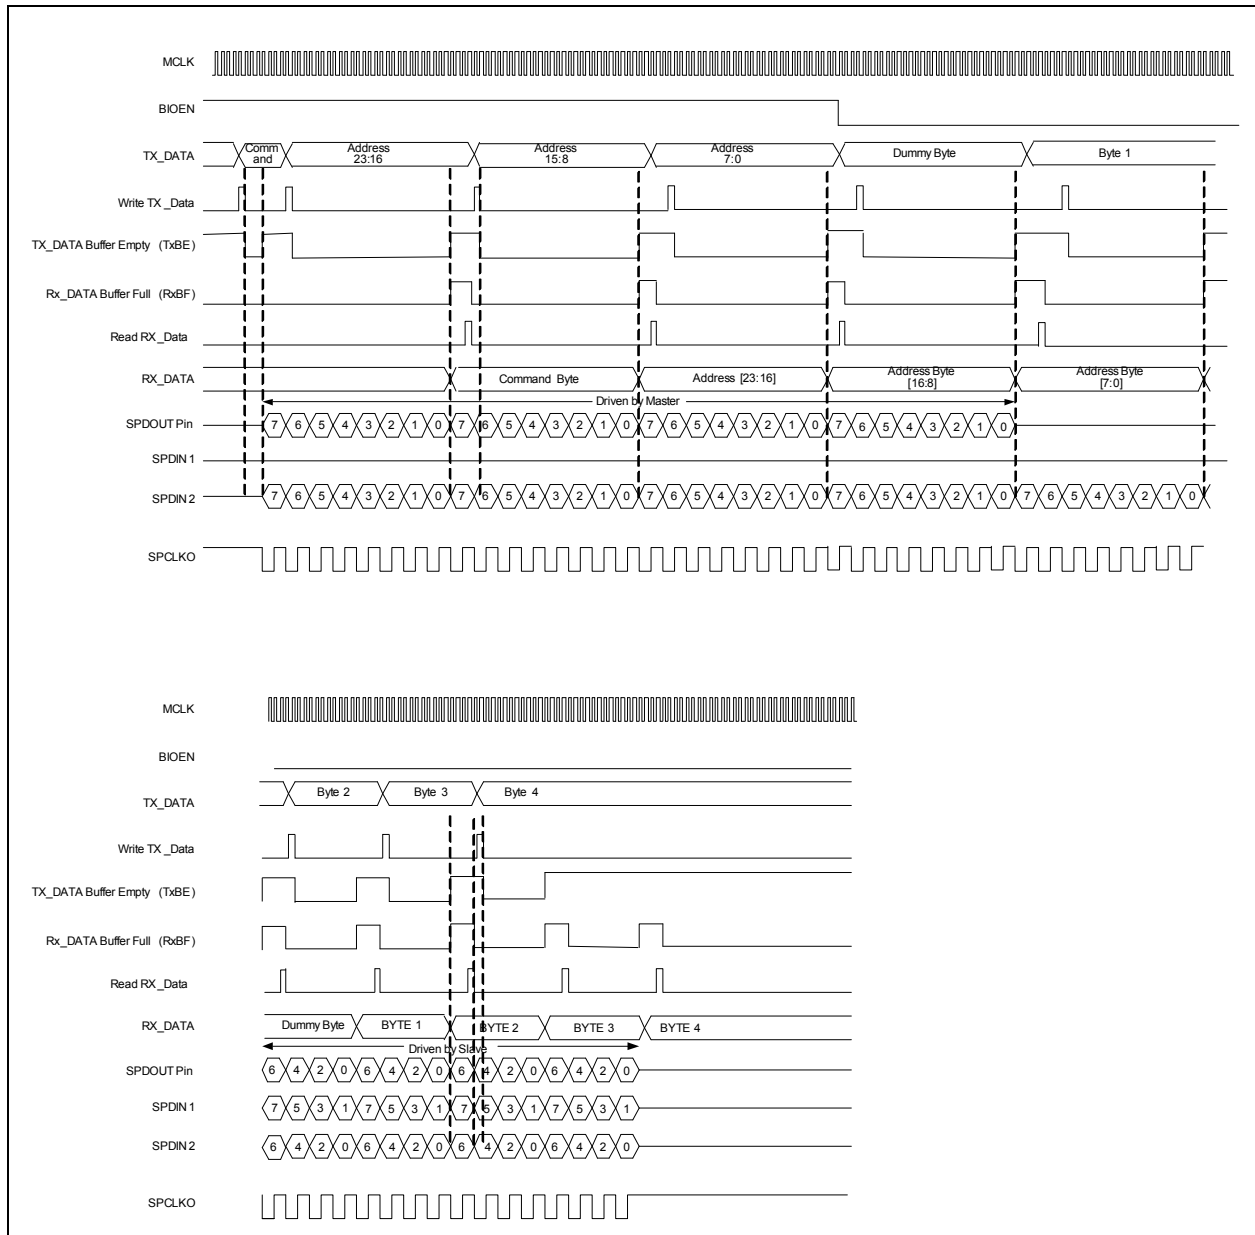 MCLK
BIOEN
TX_DATA
Comm
and
Address
23:16
Address
15:8
Address
7:0
Dummy Byte
Byte 1
Write TX _Data
TX_DATA Buffer Empty (TxBE)
Rx_DATA Buffer Full (RxBF)
Read RX_Data
RX_DATA
Command Byte
Address [23:16]
Address Byte
[16:8]
Address Byte
[7:0]
Driven by Master
SPDOUT Pin
7 6 5 4 3 2 1 0 7 6 5 4 3 2 1 0 7 6 5 4 3 2 1 0 7 6 5 4 3 2 1 0
SPDIN 1
SPDIN 2
7 6 5 4 3 2 1 0 7 6 5 4 3 2 1 0 7 6 5 4 3 2 1 0 7 6 5 4 3 2 1 0 7 6 5 4 3 2 1 0
SPCLKO
MCLK
BIOEN
TX_DATA
Byte 2
Byte 3
Byte 4
Write TX _Data
TX_DATA Buffer Empty (TxBE)
Rx_DATA Buffer Full (RxBF)
Read RX_Data
RX_DATA
Dummy Byte
BYTE 1
BYTE 2
BYTE 3
BYTE 4
Driven by Slave
SPDOUT Pin
6 4 2 0 6 4 2 0 6 4 2 0 6 4 2 0
SPDIN 1
7 5 3 1 7 5 3 1 7 5 3 1 7 5 3 1
SPDIN 2
6 4 2 0 6 4 2 0 6 4 2 0 6 4 2 0
SPCLKO